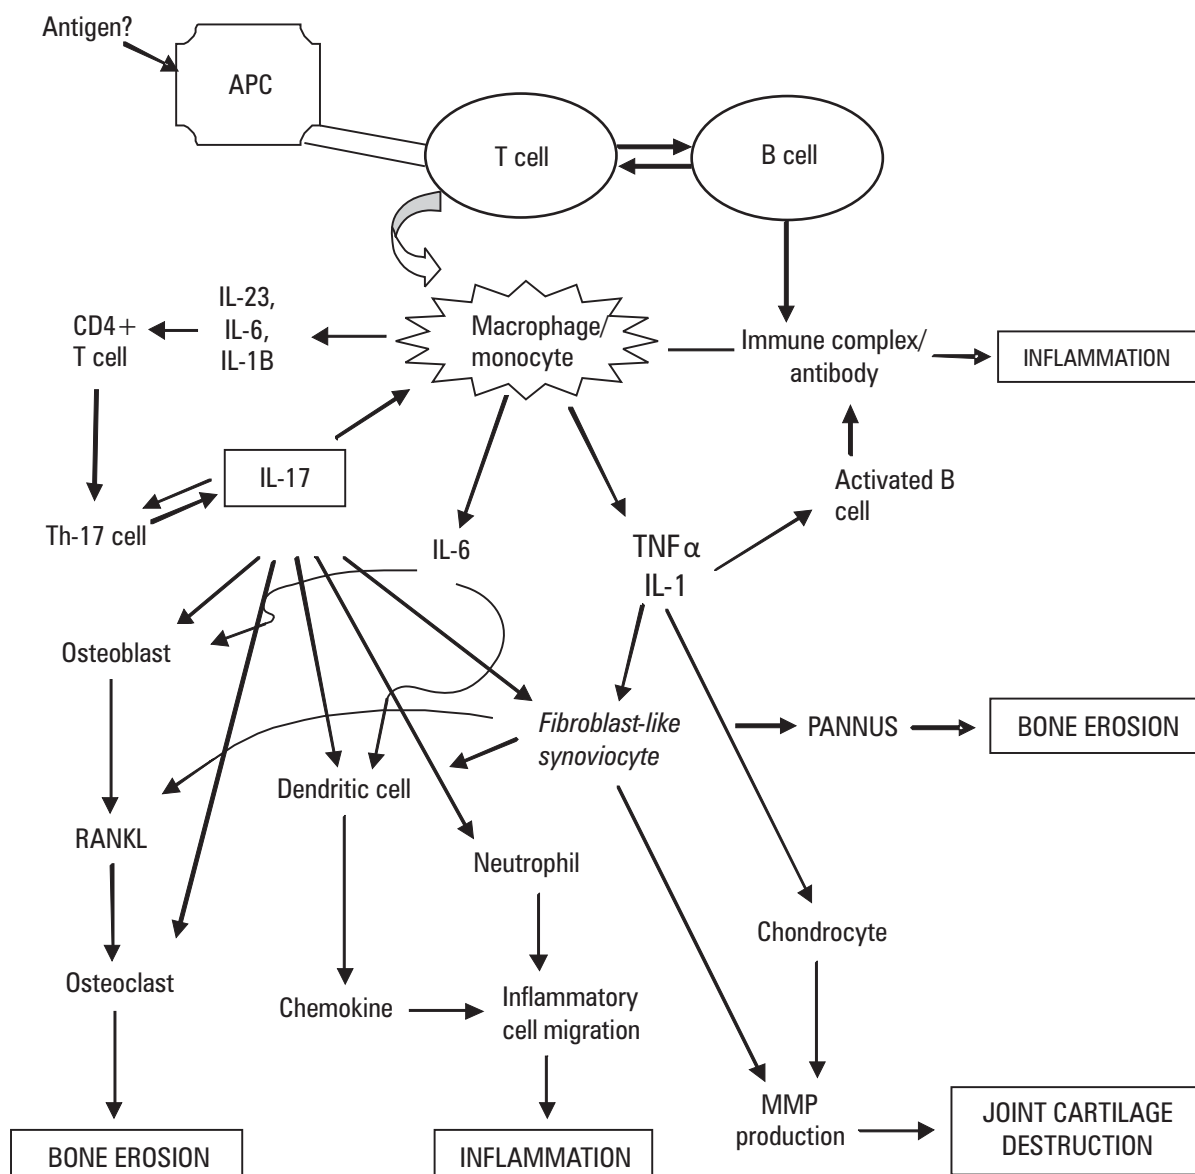 Antigen?
APC
T cell
B cell
IL-23,
IL-6,
IL-1B
CD4+
T cell
Macrophage/
monocyte
Immune complex/
antibody
INFLAMMATION
IL-17
Activated B
cell
Th-17 cell
IL-6
TNF α
IL-1
Osteoblast
Fibroblast-like
synoviocyte
PANNUS
BONE EROSION
Dendritic cell
RANKL
Neutrophil
Chondrocyte
Osteoclast
Chemokine
Inflammatory
cell migration
MMP
production
JOINT CARTILAGE
DESTRUCTION
BONE EROSION
INFLAMMATION